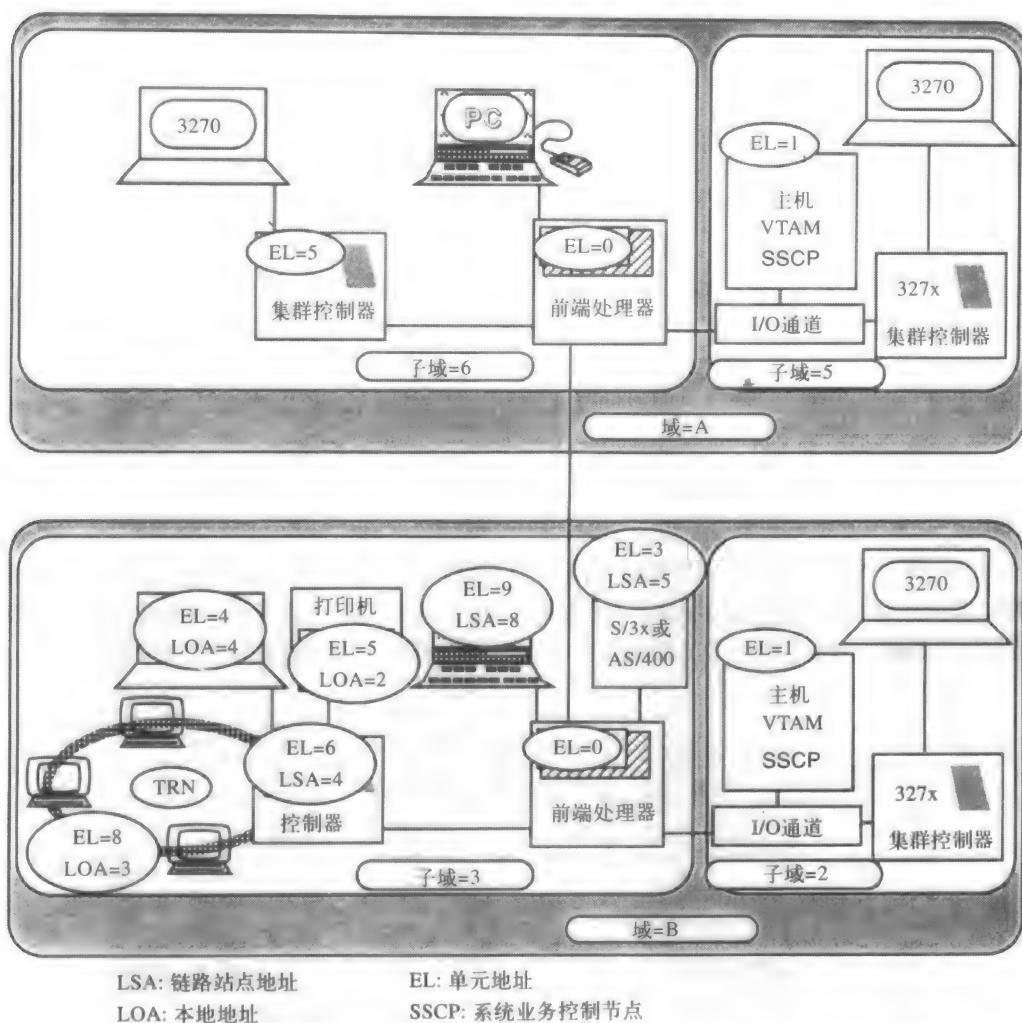 3270
PC
EL=5
集群控制器
EL=0
前端处理器
子域=6
3270
EL=1
主机
VTAM
SSCP
I/O通道
327x
集群控制器
子域=5
域=A
EL=4
LOA=4
打印机
EL=5
LOA=2
EL=9
LSA=8
EL=3
LSA=5
S/3x或
AS/400
TRN
EL=8
LOA=3
EL=6
LSA=4
控制器
EL=0
前端处理器
子域=3
3270
EL=1
主机
VTAM
SSCP
I/O通道
327x
集群控制器
子域=2
域=B
LSA: 链路站点地址
EL: 单元地址
LOA: 本地地址
SSCP: 系统业务控制节点